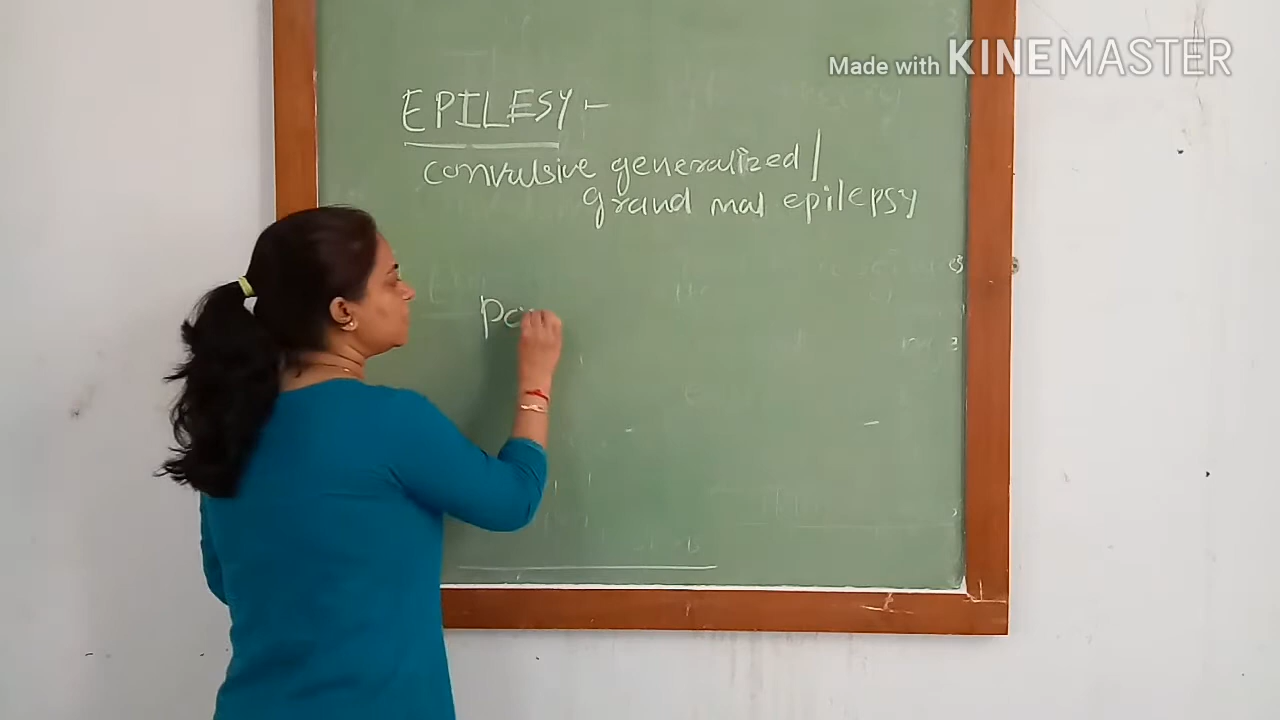 Made with KINEMASTER
EPILESY :-
convulsive generalized /
grand mal epilepsy